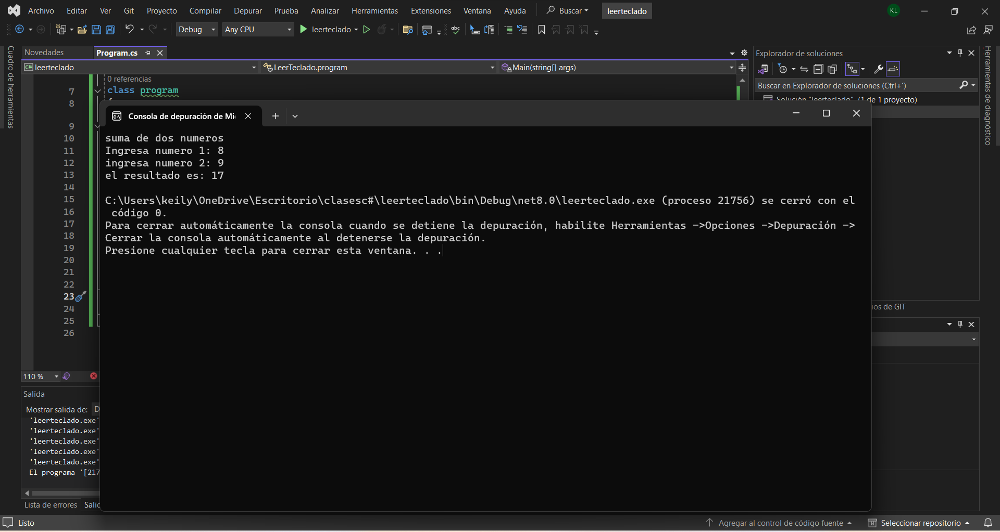 Archivo Editar Ver Git Proyecto Compilar Depurar Prueba Analizar Herramientas Extensiones Ventana Ayuda Buscar leerteclado KL
Debug Any CPU leerteclado abc
Cuadro de herramientas
Novedades Program.cs
C# leerteclado LeerTeclado.program Main(string[] args)
0 referencias
7 class program
8
9
10
11
12
13
14
15
16
17
18
19
20
21
22
23
24
25
26
110 %
Consola de depuración de Mi
suma de dos numeros
Ingresa numero 1: 8
ingresa numero 2: 9
el resultado es: 17
C:\Users\keily\OneDrive\Escritorio\clasesc#\leerteclado\bin\Debug\net8.0\leerteclado.exe (proceso 21756) se cerró con el
código 0.
Para cerrar automáticamente la consola cuando se detiene la depuración, habilite Herramientas ->Opciones ->Depuración ->
Cerrar la consola automáticamente al detenerse la depuración.
Presione cualquier tecla para cerrar esta ventana. . .
Explorador de soluciones
Buscar en Explorador de soluciones (Ctrl+´)
Solución "leerteclado" (1 de 1 proyecto)
Herramientas de diagnóstico
ios de GIT
Salida
Mostrar salida de: D
'leerteclado.exe'
'leerteclado.exe'
'leerteclado.exe'
'leerteclado.exe'
'leerteclado.exe'
El programa '[217
Lista de errores Salid
Listo Agregar al control de código fuente Seleccionar repositorio